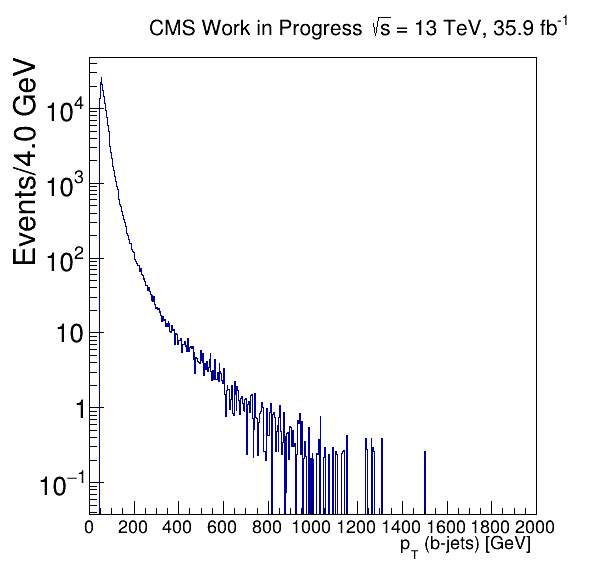 CMS Work in Progress √s = 13 TeV, 35.9 fb⁻¹
Events/4.0 GeV
10⁴
10³
10²
10
1
10⁻¹
0 200 400 600 800 1000 1200 1400 1600 1800 2000
p_T (b-jets) [GeV]